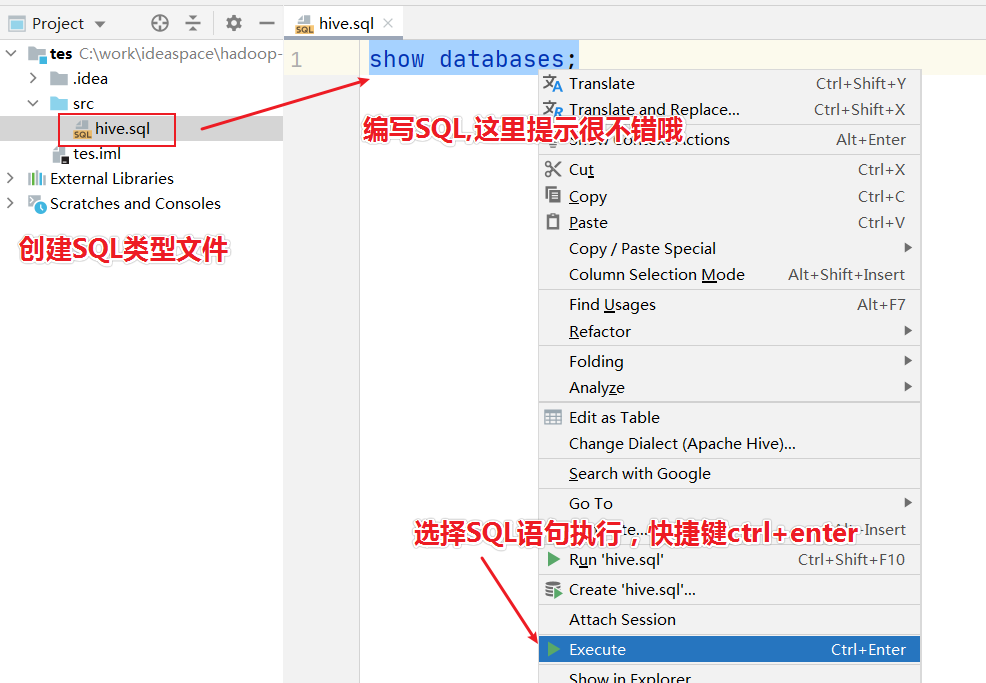 Project
hive.sql
tes C:\work\ideaspace\hadoop-
.idea
src
SQL hive.sql
tes.iml
External Libraries
Scratches and Consoles
创建SQL类型文件
1 show databases;
编写SQL,这里提示很不错哦
Translate Ctrl+Shift+Y
Translate and Replace... Ctrl+Shift+X
Show Context Actions Alt+Enter
Cut Ctrl+X
Copy Ctrl+C
Paste Ctrl+V
Copy / Paste Special
Column Selection Mode Alt+Shift+Insert
Find Usages Alt+F7
Refactor
Folding
Analyze
Edit as Table
Change Dialect (Apache Hive)...
Search with Google
Go To
选择SQL语句执行，快捷键ctrl+enter
Insert
Run 'hive.sql' Ctrl+Shift+F10
Create 'hive.sql'...
Attach Session
Execute Ctrl+Enter
Show in Explorer